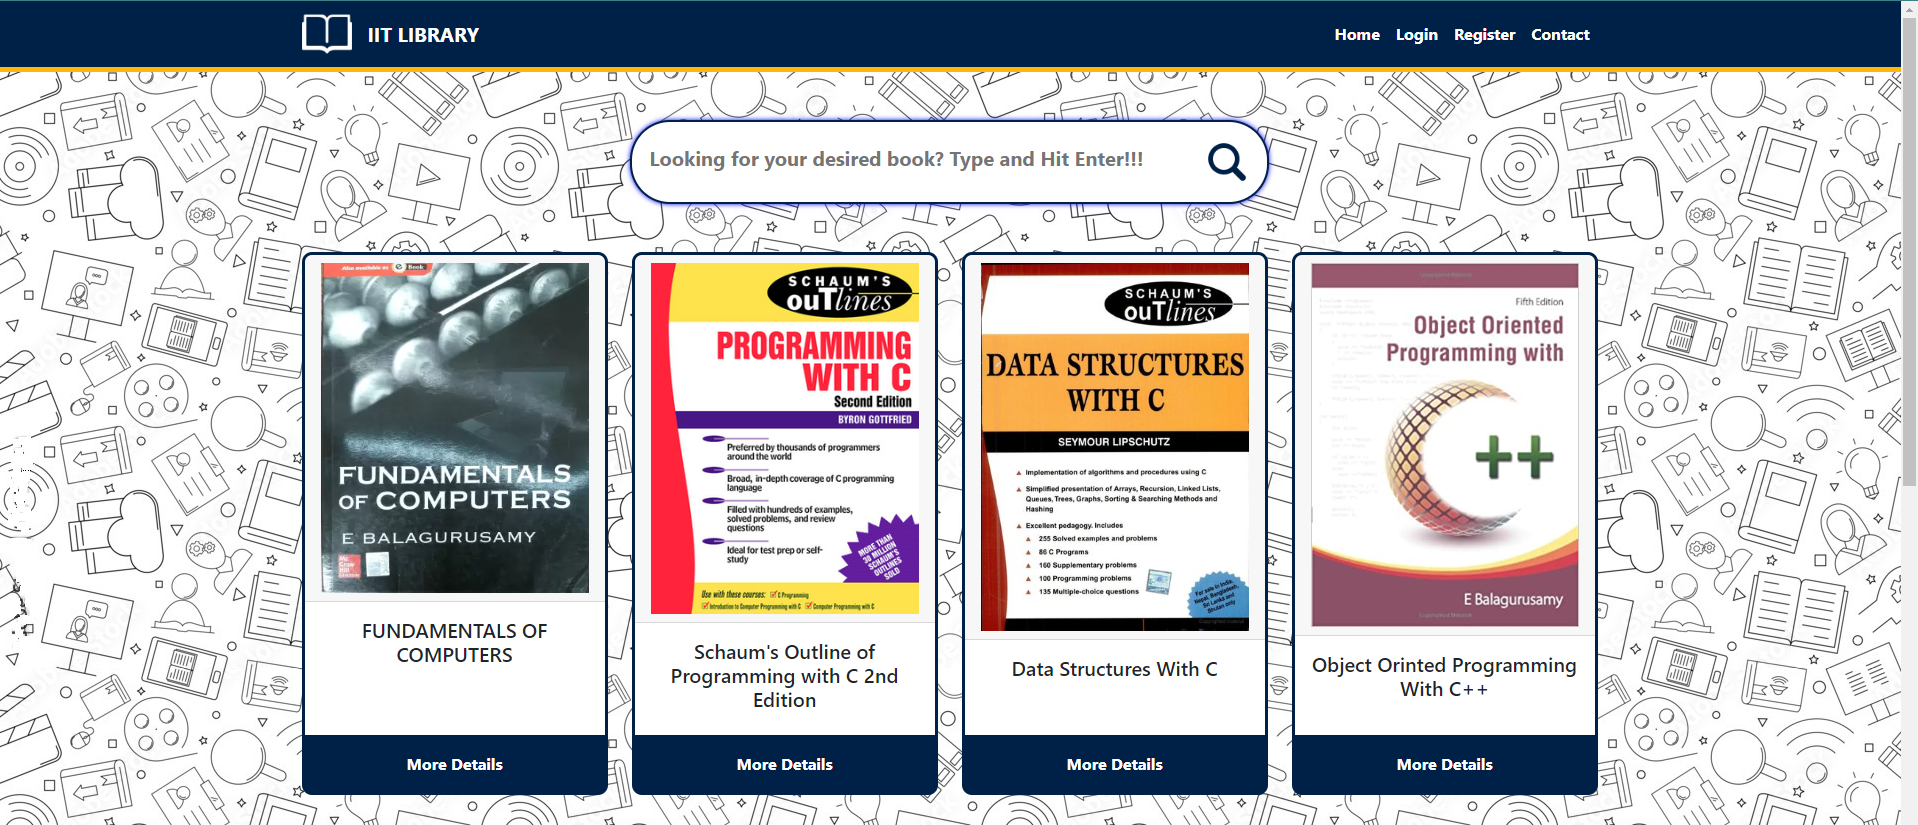 IIT LIBRARY
Home Login Register Contact
Looking for your desired book? Type and Hit Enter!!!
Also available as e Book
FUNDAMENTALS
OF COMPUTERS
E BALAGURUSAMY
Mc
Graw
Hill
FUNDAMENTALS OF
COMPUTERS
More Details
SCHAUM'S
ouTlines
PROGRAMMING
WITH C
Second Edition
BYRON GOTTFRIED
Preferred by thousands of programmers
around the world
Broad, in-depth coverage of C programming
language
Filled with hundreds of examples,
solved problems, and review
questions
Ideal for test prep or self-
study
MORE THAN
30 MILLION
SCHAUM'S
OUTLINES
SOLD
Use with these courses: C Programming
Introduction to Computer Programming with C Computer Programming with C
Schaum's Outline of
Programming with C 2nd
Edition
More Details
SCHAUM'S
ouTlines
DATA STRUCTURES
WITH C
SEYMOUR LIPSCHUTZ
Implementation of algorithms and procedures using C
Simplified presentation of Arrays, Recursion, Linked Lists,
Queues, Trees, Graphs, Sorting & Searching Methods and
Hashing
Excellent pedagogy. Includes
255 Solved examples and problems
86 C Programs
160 Supplementary problems
100 Programming problems
135 Multiple-choice questions
For sale in India,
Nepal, Bangladesh,
Sri Lanka and
Bhutan only
Copyrighted material
Data Structures With C
More Details
Copyrighted material
Fifth Edition
Object Oriented
Programming with
C++
E Balagurusamy
Copyrighted material
Object Orinted Programming
With C++
More Details